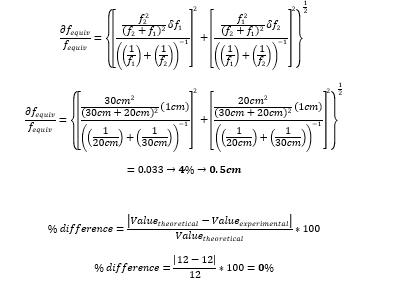 ∂f_equiv / f_equiv = {[ (f₂² / (f₂ + f₁)² δf₁) / (((1/f₁) + (1/f₂))⁻¹) ]² + [ (f₁² / (f₂ + f₁)² δf₂) / (((1/f₁) + (1/f₂))⁻¹) ]²}^(1/2)
∂f_equiv / f_equiv = {[ (30cm² / (30cm + 20cm)² (1cm)) / (((1/20cm) + (1/30cm))⁻¹) ]² + [ (20cm² / (30cm + 20cm)² (1cm)) / (((1/20cm) + (1/30cm))⁻¹) ]²}^(1/2)
= 0.033 → 4% → 0.5cm
% difference = |Value_theoretical − Value_experimental| / Value_theoretical * 100
% difference = |12 − 12| / 12 * 100 = 0%